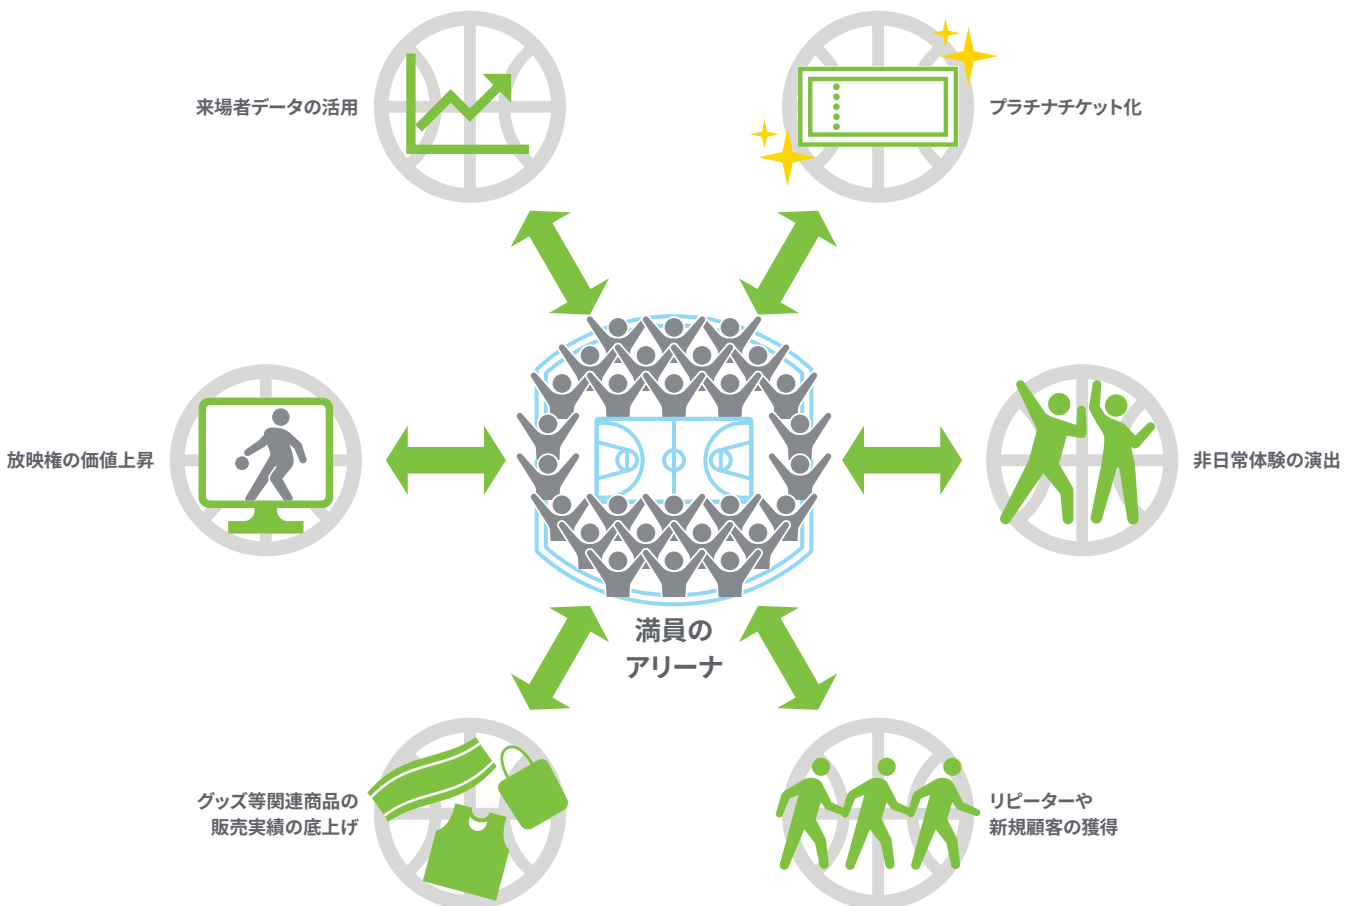 来場者データの活用
プラチナチケット化
放映権の価値上昇
非日常体験の演出
満員の
アリーナ
グッズ等関連商品の
販売実績の底上げ
リピーターや
新規顧客の獲得